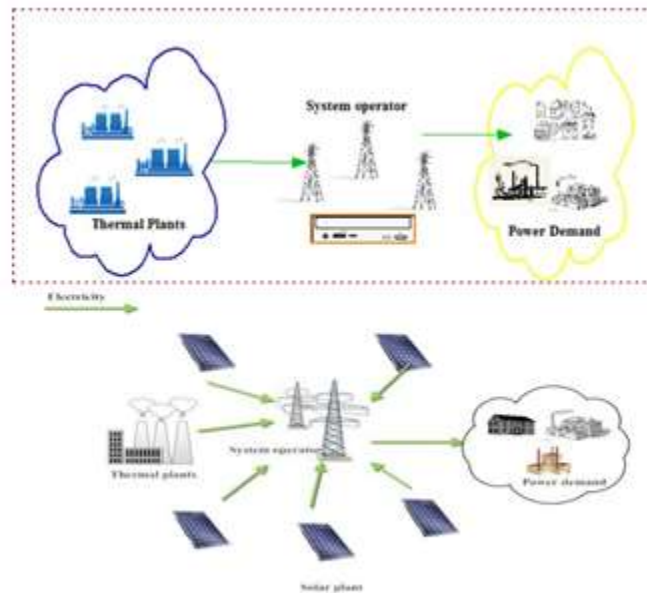 System operator
Thermal Plants
Power Demand
Electricity
System operator
Thermal plants
Power demand
Solar plant